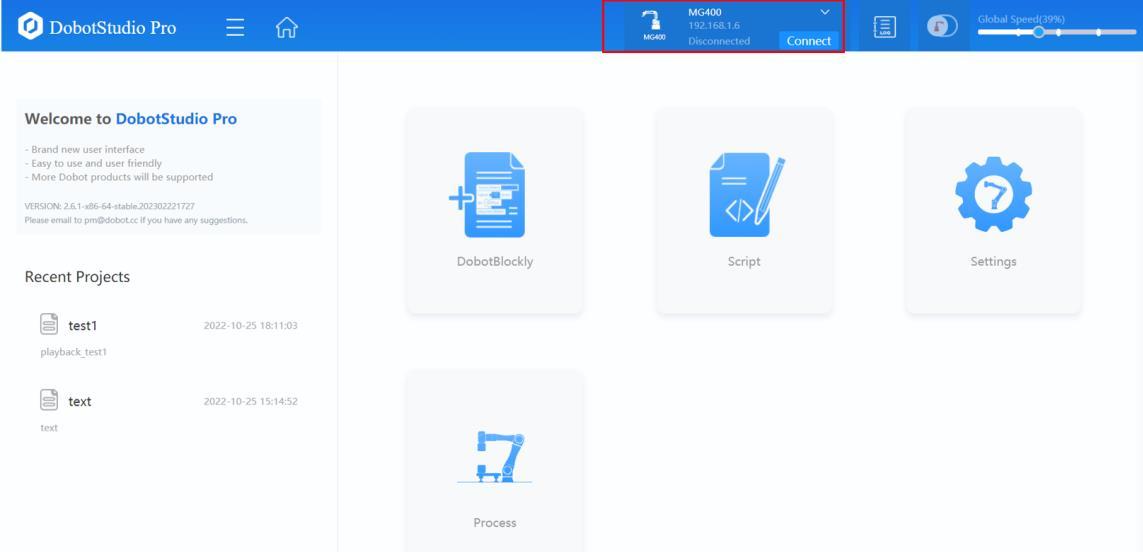 DobotStudio Pro
MG400
MG400
192.168.1.6
Disconnected
Connect
LOG
Global Speed(39%)
Welcome to DobotStudio Pro
- Brand new user interface
- Easy to use and user friendly
- More Dobot products will be supported
VERSION: 2.6.1-x86-64-stable.202302221727
Please email to pm@dobot.cc if you have any suggestions.
Recent Projects
test1 2022-10-25 18:11:03
playback_test1
text 2022-10-25 15:14:52
text
DobotBlockly
Script
Settings
Process